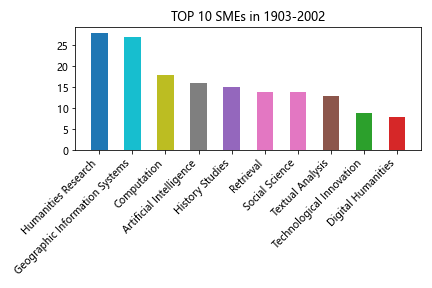 TOP 10 SMEs in 1903-2002
25
20
15
10
5
0
Humanities Research
Geographic Information Systems
Computation
Artificial Intelligence
History Studies
Retrieval
Social Science
Textual Analysis
Technological Innovation
Digital Humanities